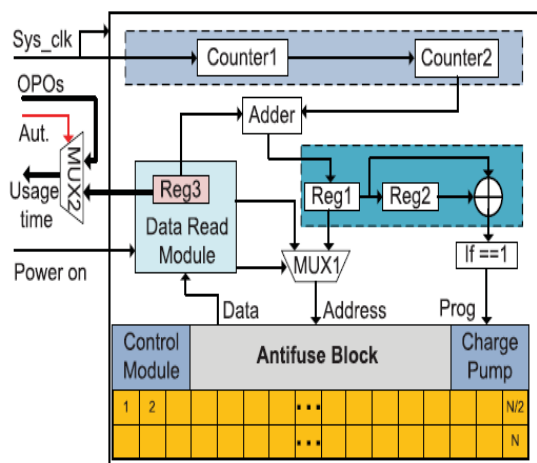 Sys_clk
Counter1
Counter2
OPOs
Adder
Aut.
MUX2
Usage
time
Reg3
Data Read
Module
Reg1
Reg2
Power on
MUX1
If ==1
Data
Address
Prog
Control
Module
Antifuse Block
Charge
Pump
1 2 ... N/2
... N